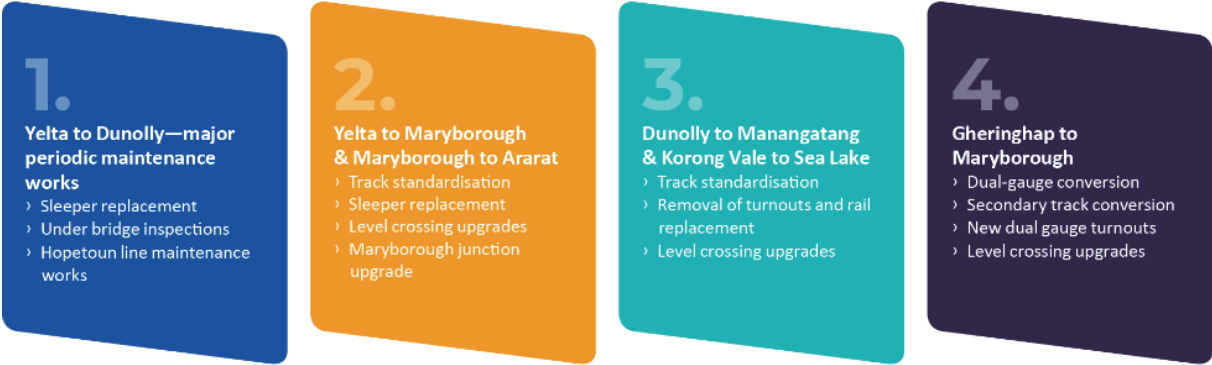 1.
Yelta to Dunolly—major
periodic maintenance
works
› Sleeper replacement
› Under bridge inspections
› Hopetoun line maintenance
works
2.
Yelta to Maryborough
& Maryborough to Ararat
› Track standardisation
› Sleeper replacement
› Level crossing upgrades
› Maryborough junction
upgrade
3.
Dunolly to Manangatang
& Korong Vale to Sea Lake
› Track standardisation
› Removal of turnouts and rail
replacement
› Level crossing upgrades
4.
Gheringhap to
Maryborough
› Dual-gauge conversion
› Secondary track conversion
› New dual gauge turnouts
› Level crossing upgrades